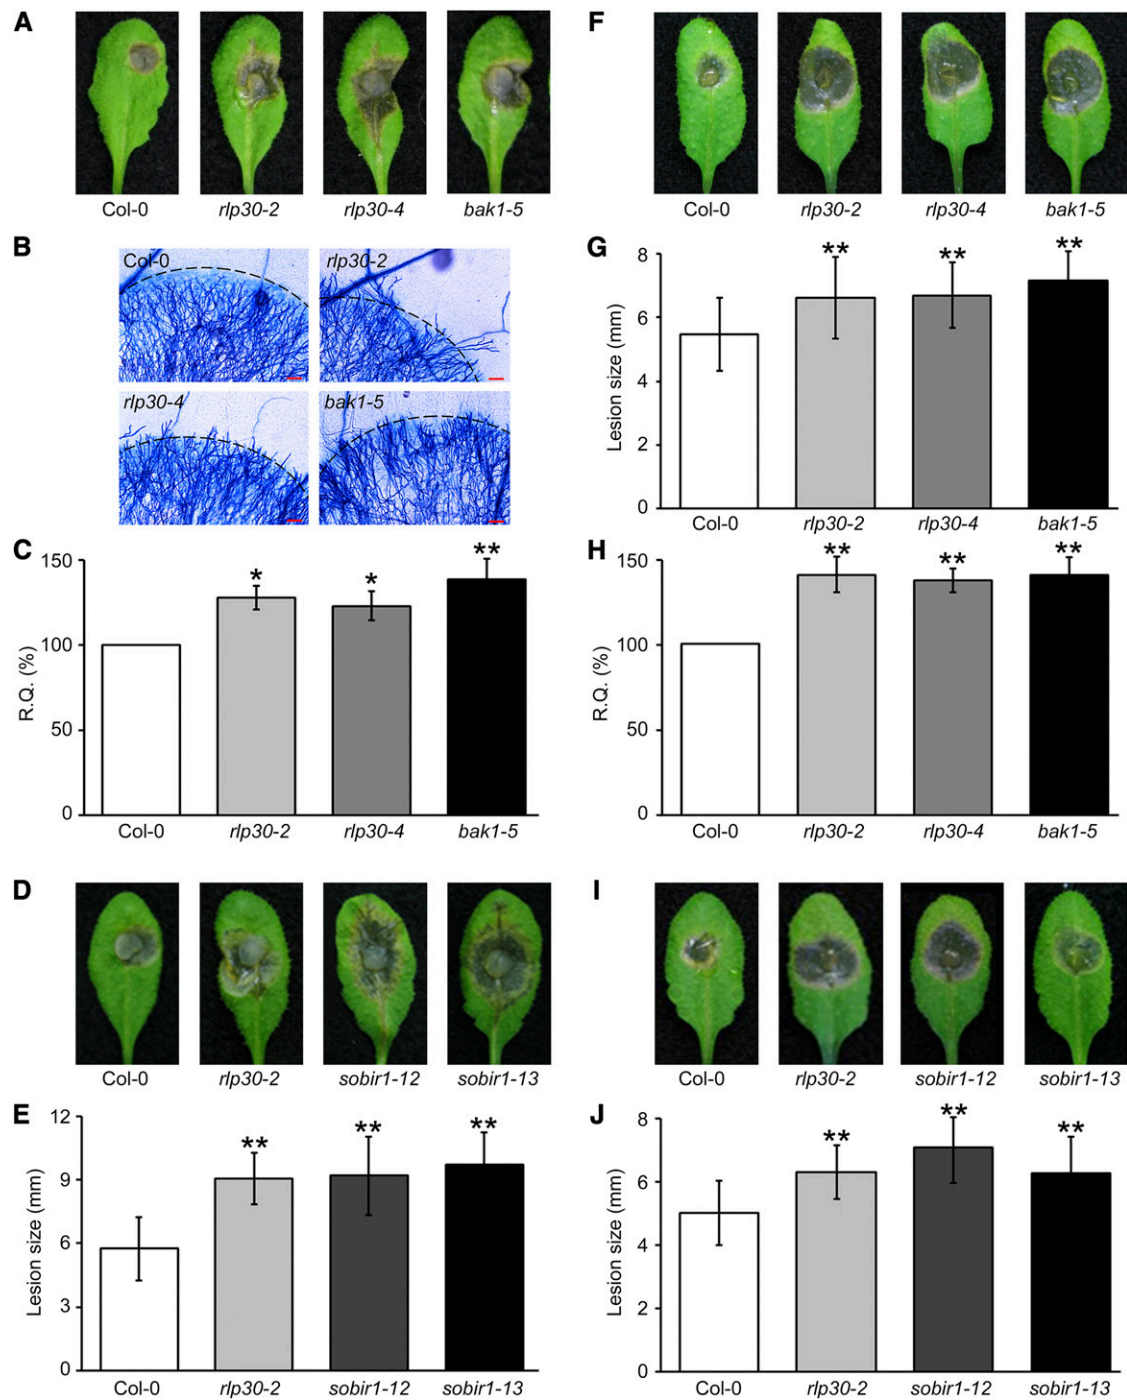 A
Col-0 rlp30-2 rlp30-4 bak1-5
B
Col-0 rlp30-2
rlp30-4 bak1-5
C
150
100
50
0
R.Q. (%)
* * **
Col-0 rlp30-2 rlp30-4 bak1-5
D
Col-0 rlp30-2 sobir1-12 sobir1-13
E
12
9
6
3
0
Lesion size (mm)
** ** **
Col-0 rlp30-2 sobir1-12 sobir1-13
F
Col-0 rlp30-2 rlp30-4 bak1-5
G
8
6
4
2
0
Lesion size (mm)
** ** **
Col-0 rlp30-2 rlp30-4 bak1-5
H
150
100
50
0
R.Q. (%)
** ** **
Col-0 rlp30-2 rlp30-4 bak1-5
I
Col-0 rlp30-2 sobir1-12 sobir1-13
J
8
6
4
2
0
Lesion size (mm)
** ** **
Col-0 rlp30-2 sobir1-12 sobir1-13